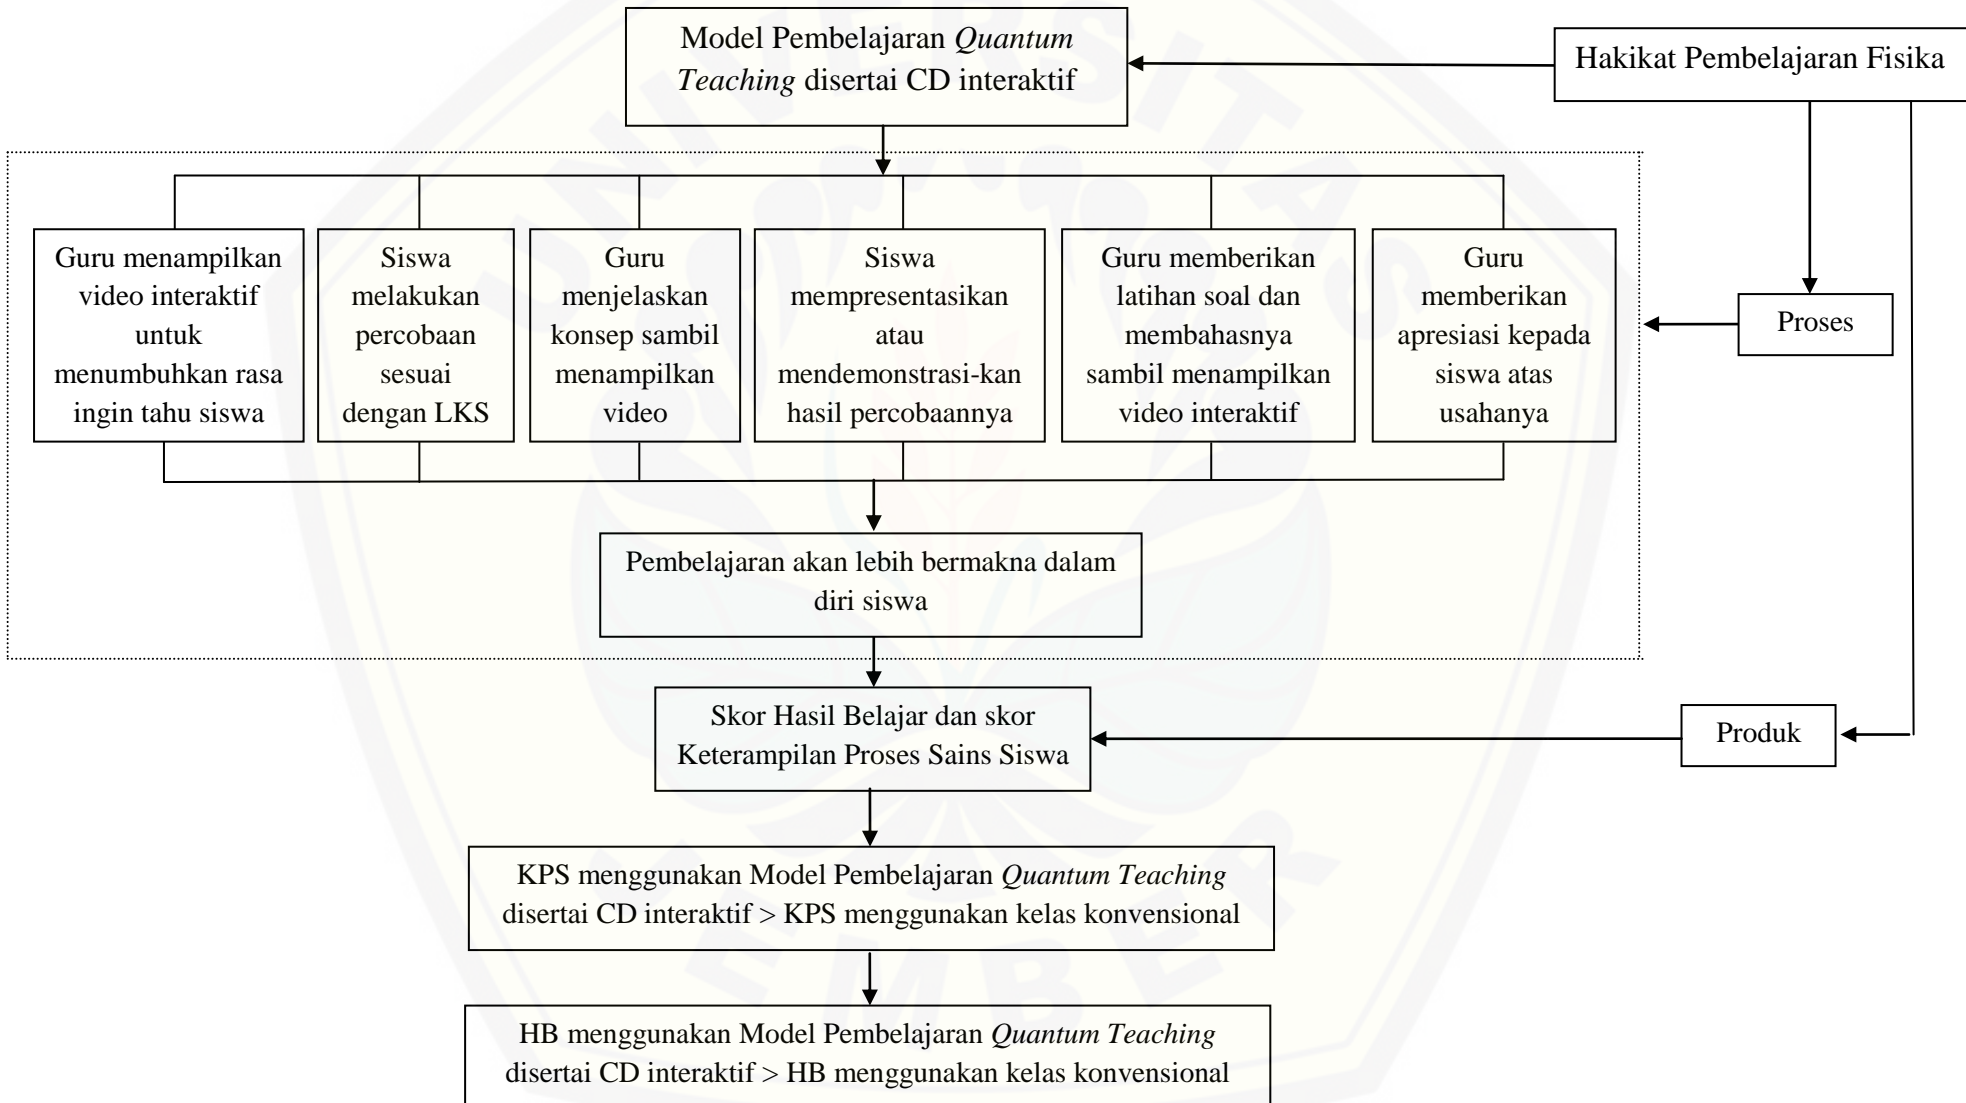 Model Pembelajaran Quantum
Teaching disertai CD interaktif
Hakikat Pembelajaran Fisika
Guru menampilkan
video interaktif
untuk
menumbuhkan rasa
ingin tahu siswa
Siswa
melakukan
percobaan
sesuai
dengan LKS
Guru
menjelaskan
konsep sambil
menampilkan
video
Siswa
mempresentasikan
atau
mendemonstrasi-kan
hasil percobaannya
Guru memberikan
latihan soal dan
membahasnya
sambil menampilkan
video interaktif
Guru
memberikan
apresiasi kepada
siswa atas
usahanya
Proses
Pembelajaran akan lebih bermakna dalam
diri siswa
Skor Hasil Belajar dan skor
Keterampilan Proses Sains Siswa
Produk
KPS menggunakan Model Pembelajaran Quantum Teaching
disertai CD interaktif > KPS menggunakan kelas konvensional
HB menggunakan Model Pembelajaran Quantum Teaching
disertai CD interaktif > HB menggunakan kelas konvensional
UNIVERSITAS
JEMBER